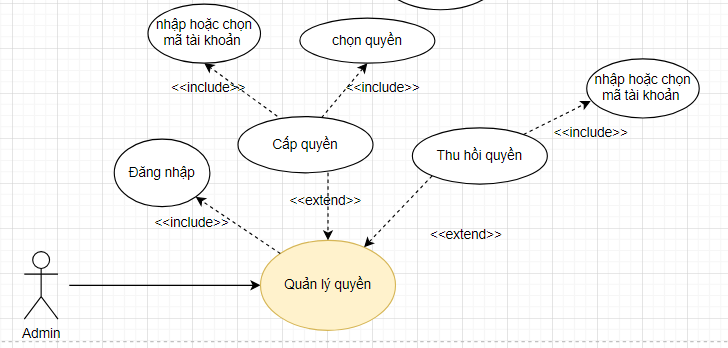 nhập hoặc chọn
mã tài khoản
chọn quyền
nhập hoặc chọn
mã tài khoản
<<include>>
<<include>>
<<include>>
Cấp quyền
Thu hồi quyền
Đăng nhập
<<extend>>
<<include>>
<<extend>>
Quản lý quyền
Admin